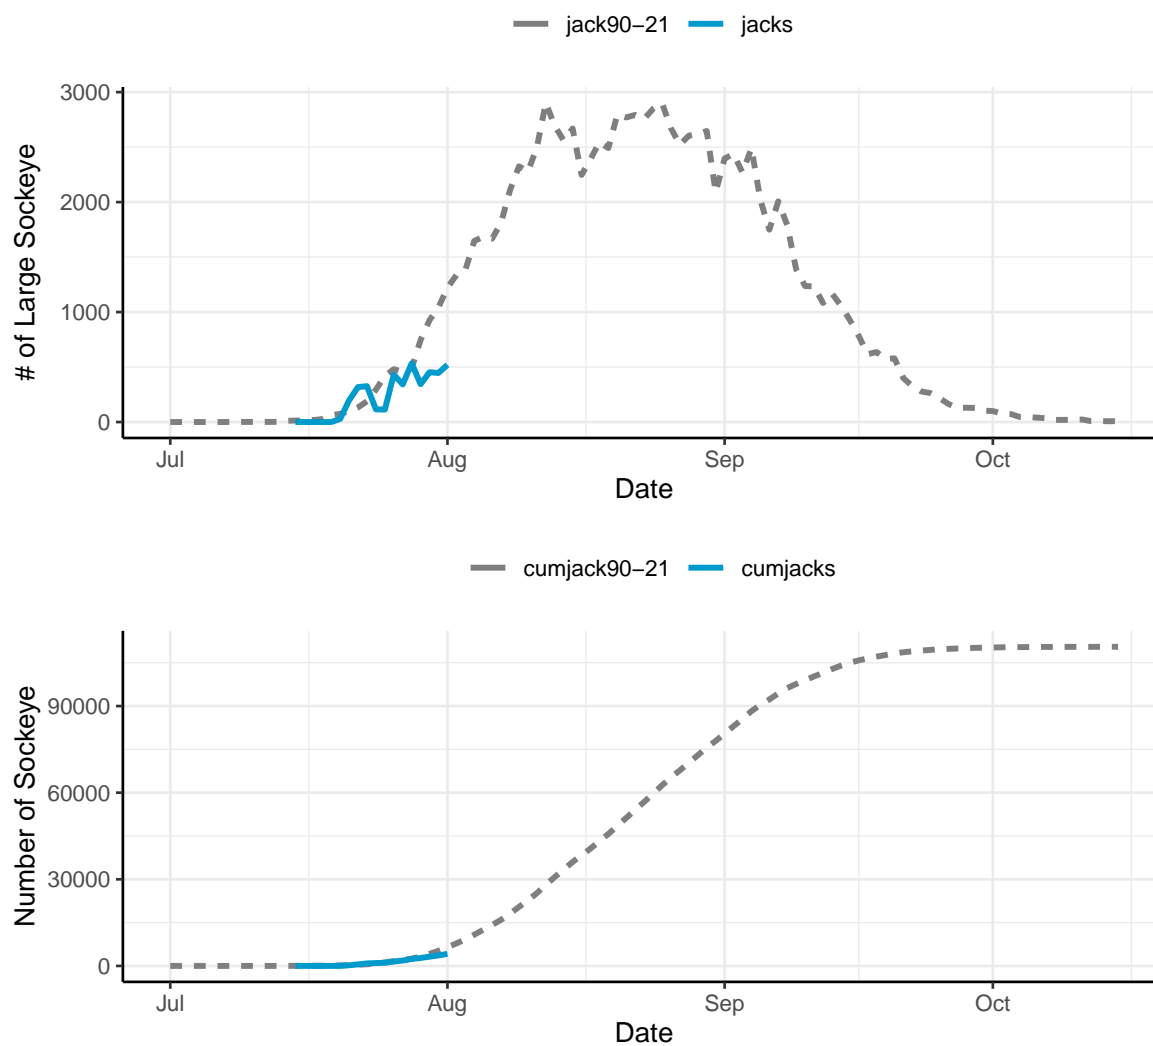 jack90−21 jacks
3000
2000
1000
0
# of Large Sockeye
Jul Aug Sep Oct
Date
cumjack90−21 cumjacks
90000
60000
30000
0
Number of Sockeye
Jul Aug Sep Oct
Date